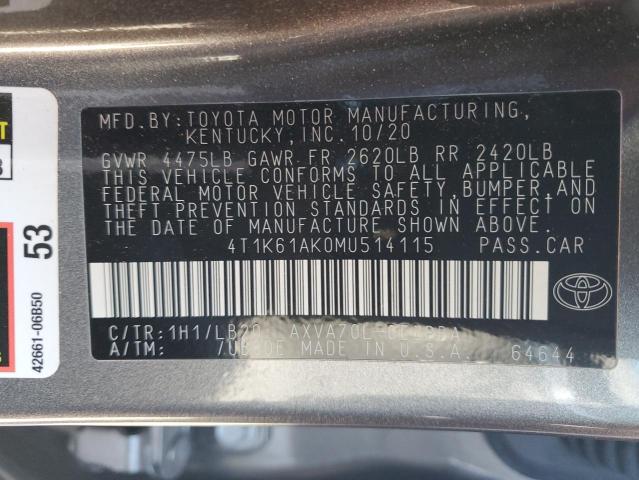 MFD.BY:TOYOTA MOTOR MANUFACTURING,
KENTUCKY,INC.10/20
GVWR 4475LB GAWR FR 2620LB RR 2420LB
THIS VEHICLE CONFORMS TO ALL APPLICABLE
FEDERAL MOTOR VEHICLE SAFETY,BUMPER,AND
THEFT PREVENTION STANDARDS IN EFFECT ON
THE DATE OF MANUFACTURE SHOWN ABOVE.
4T1K61AK0MU514115 PASS.CAR
C/TR:1H1/LB20
A/TM: MADE IN U.S.A. 64644
53
42661-06B50